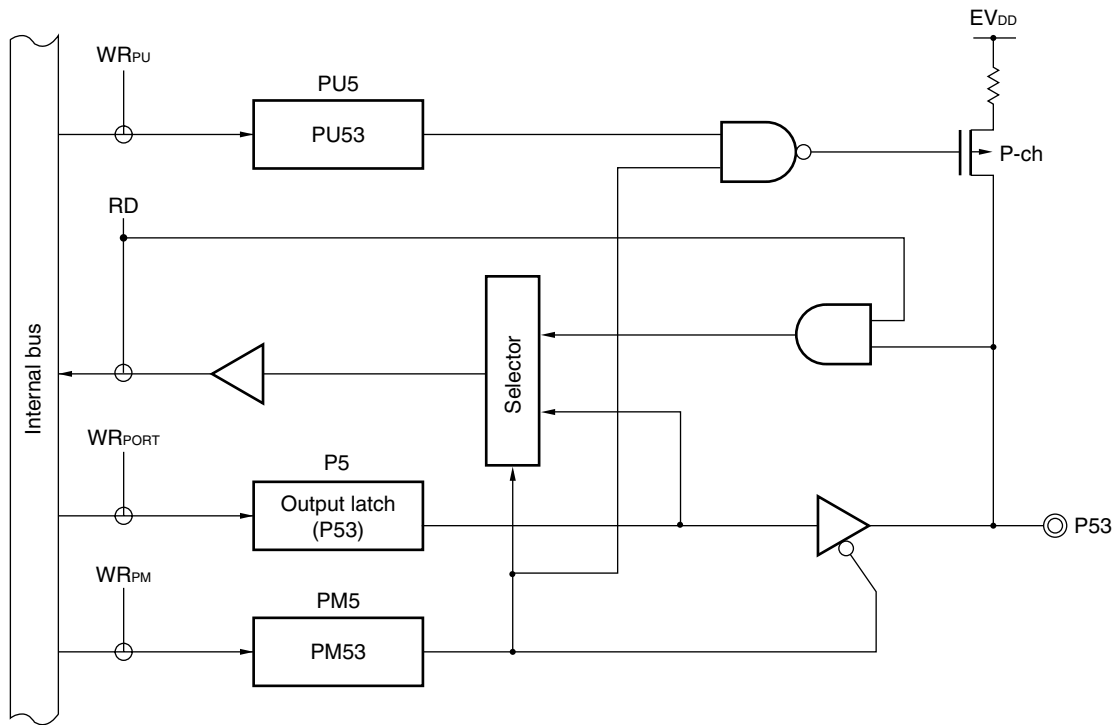 EVDD
WRPU
PU5
PU53
P-ch
RD
Internal bus
Selector
WRPORT
P5
Output latch
(P53)
P53
WRPM
PM5
PM53